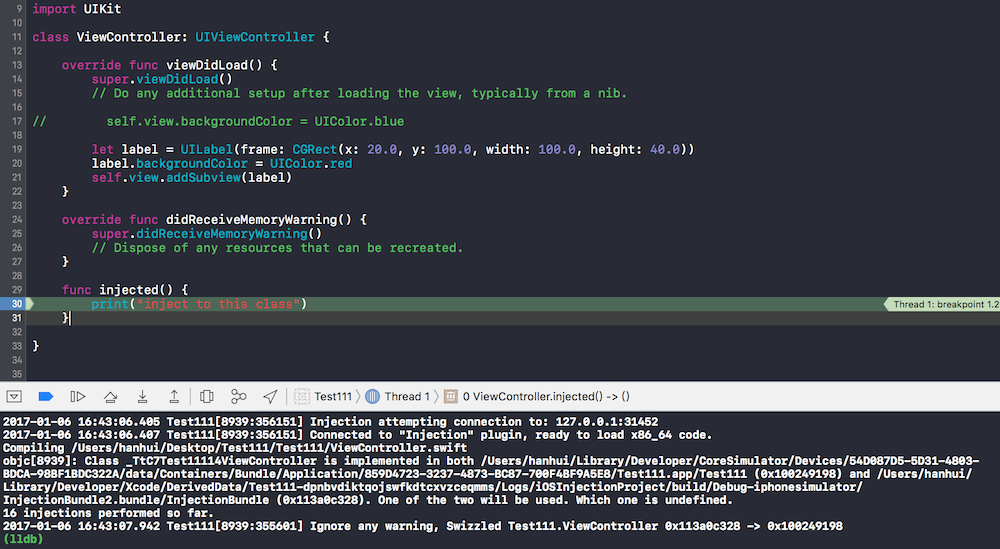 9 import UIKit
10
11 class ViewController: UIViewController {
12
13 override func viewDidLoad() {
14 super.viewDidLoad()
15 // Do any additional setup after loading the view, typically from a nib.
16
17 // self.view.backgroundColor = UIColor.blue
18
19 let label = UILabel(frame: CGRect(x: 20.0, y: 100.0, width: 100.0, height: 40.0))
20 label.backgroundColor = UIColor.red
21 self.view.addSubview(label)
22 }
23
24 override func didReceiveMemoryWarning() {
25 super.didReceiveMemoryWarning()
26 // Dispose of any resources that can be recreated.
27 }
28
29 func injected() {
30 print("inject to this class") Thread 1: breakpoint 1.2
31 }
32
33 }
34
35
Test111 Thread 1 0 ViewController.injected() -> ()
2017-01-06 16:43:06.405 Test111[8939:356151] Injection attempting connection to: 127.0.0.1:31452
2017-01-06 16:43:06.407 Test111[8939:356151] Connected to "Injection" plugin, ready to load x86_64 code.
Compiling /Users/hanhui/Desktop/Test111/Test111/ViewController.swift
objc[8939]: Class _TtC7Test11114ViewController is implemented in both /Users/hanhui/Library/Developer/CoreSimulator/Devices/54D087D5-5D31-4803-
BDCA-98BF1BDC322A/data/Containers/Bundle/Application/859D4723-3237-4873-BC87-700F4BF9A5E8/Test111.app/Test111 (0x100249198) and /Users/hanhui/
Library/Developer/Xcode/DerivedData/Test111-dpnbvdiktqojswfkdtcxvzceqmms/Logs/iOSInjectionProject/build/Debug-iphonesimulator/
InjectionBundle2.bundle/InjectionBundle (0x113a0c328). One of the two will be used. Which one is undefined.
16 injections performed so far.
2017-01-06 16:43:07.942 Test111[8939:355601] Ignore any warning, Swizzled Test111.ViewController 0x113a0c328 -> 0x100249198
(lldb)